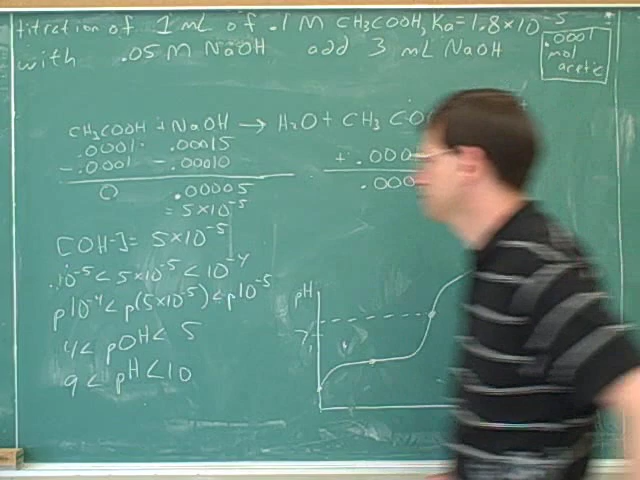 titration of 1 mL of .1 M CH3COOH, Ka = 1.8×10^-5
with .05 M NaOH add 3 mL NaOH
.0001 mol acetic
CH3COOH + NaOH → H2O + CH3
.0001 .00015
- .0001 - .00010 + .000
0 .00005 .000
= 5×10^-5
[OH-] = 5×10^-5
10^-5 < 5×10^-5 < 10^-4
p10^-4 < p(5×10^-5) < p10^-5
4 < pOH < 5
9 < pH < 10
pH
7